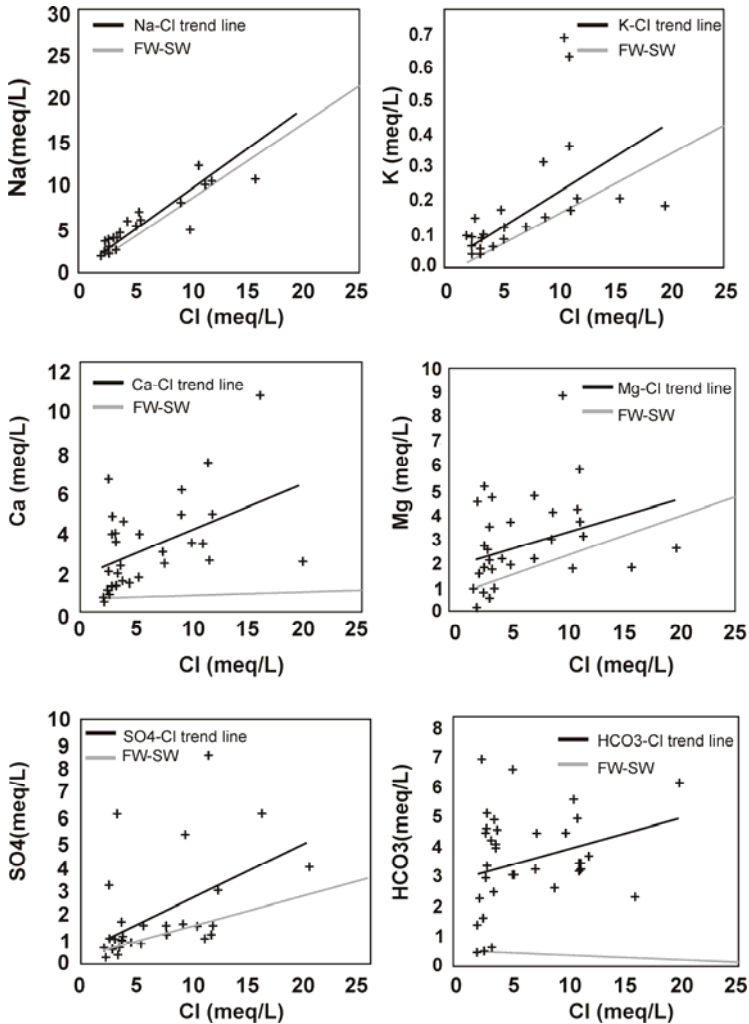 Na-Cl trend line
FW-SW
Na(meq/L)
30
25
20
15
10
5
0
0 5 10 15 20 25
Cl (meq/L)
K-Cl trend line
FW-SW
K (meq/L)
0.7
0.6
0.5
0.4
0.3
0.2
0.1
0.0
0 5 10 15 20 25
Cl (meq/L)
Ca-Cl trend line
FW-SW
Ca (meq/L)
12
10
8
6
4
2
0
0 5 10 15 20 25
Cl (meq/L)
Mg-Cl trend line
FW-SW
Mg (meq/L)
10
9
8
7
6
5
4
3
2
1
0
0 5 10 15 20 25
Cl (meq/L)
SO4-Cl trend line
FW-SW
SO4(meq/L)
10
9
8
7
6
5
4
3
2
1
0
0 5 10 15 20 25
Cl (meq/L)
HCO3-Cl trend line
FW-SW
HCO3(meq/L)
8
7
6
5
4
3
2
1
0
0 5 10 15 20 25
Cl (meq/L)